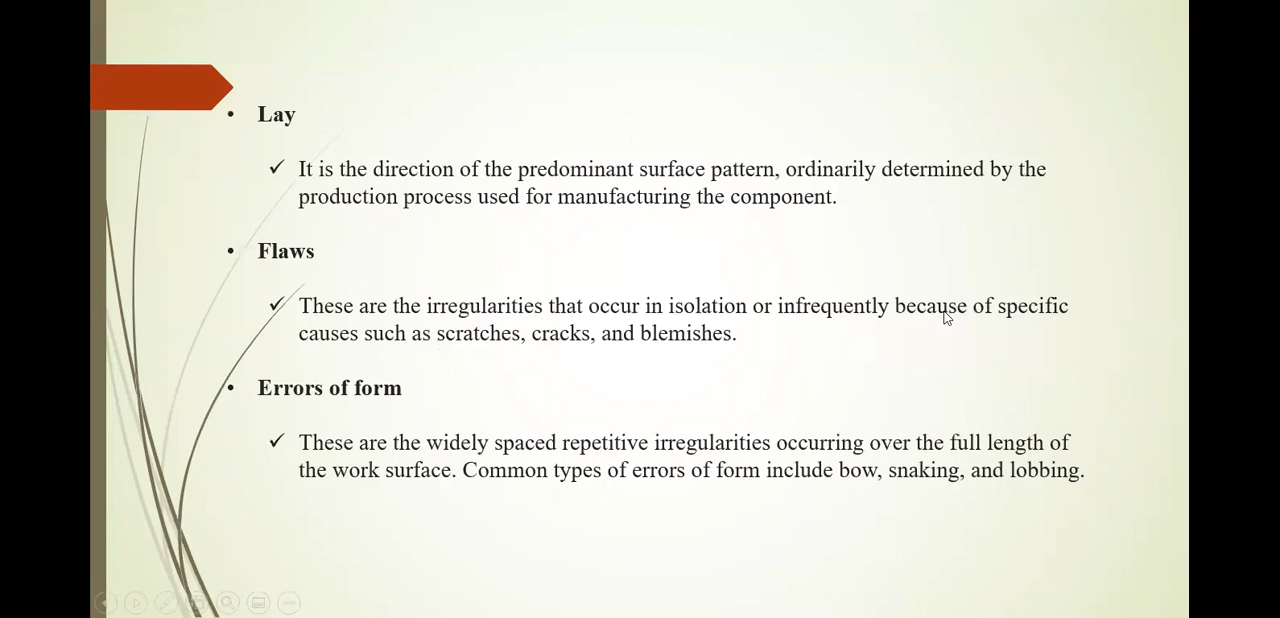 • Lay
✓ It is the direction of the predominant surface pattern, ordinarily determined by the
production process used for manufacturing the component.
• Flaws
✓ These are the irregularities that occur in isolation or infrequently because of specific
causes such as scratches, cracks, and blemishes.
• Errors of form
✓ These are the widely spaced repetitive irregularities occurring over the full length of
the work surface. Common types of errors of form include bow, snaking, and lobbing.